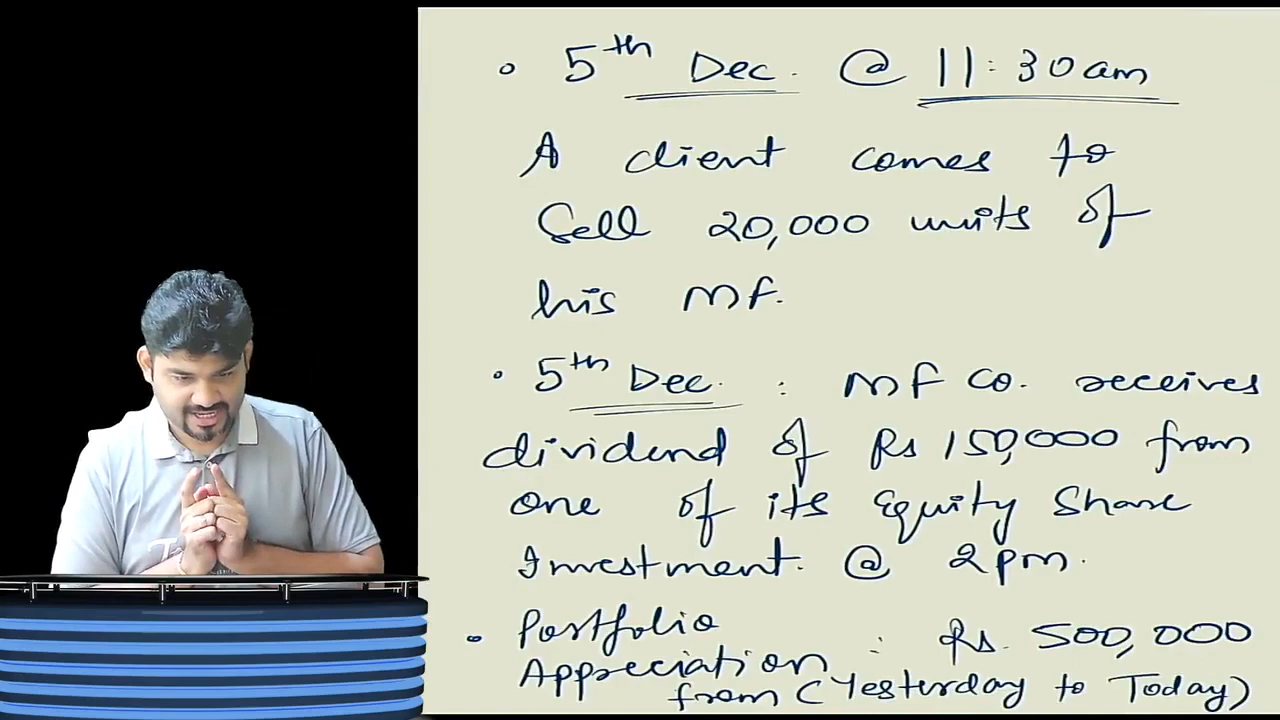 • 5th Dec. @ 11:30am
A client comes to
Sell 20,000 units of
his MF.
• 5th Dec. : MF Co. receives
dividend of Rs 150,000 from
one of its Equity Share
Investment. @ 2pm.
• Portfolio : Rs. 500,000
Appreciation
from (Yesterday to Today)